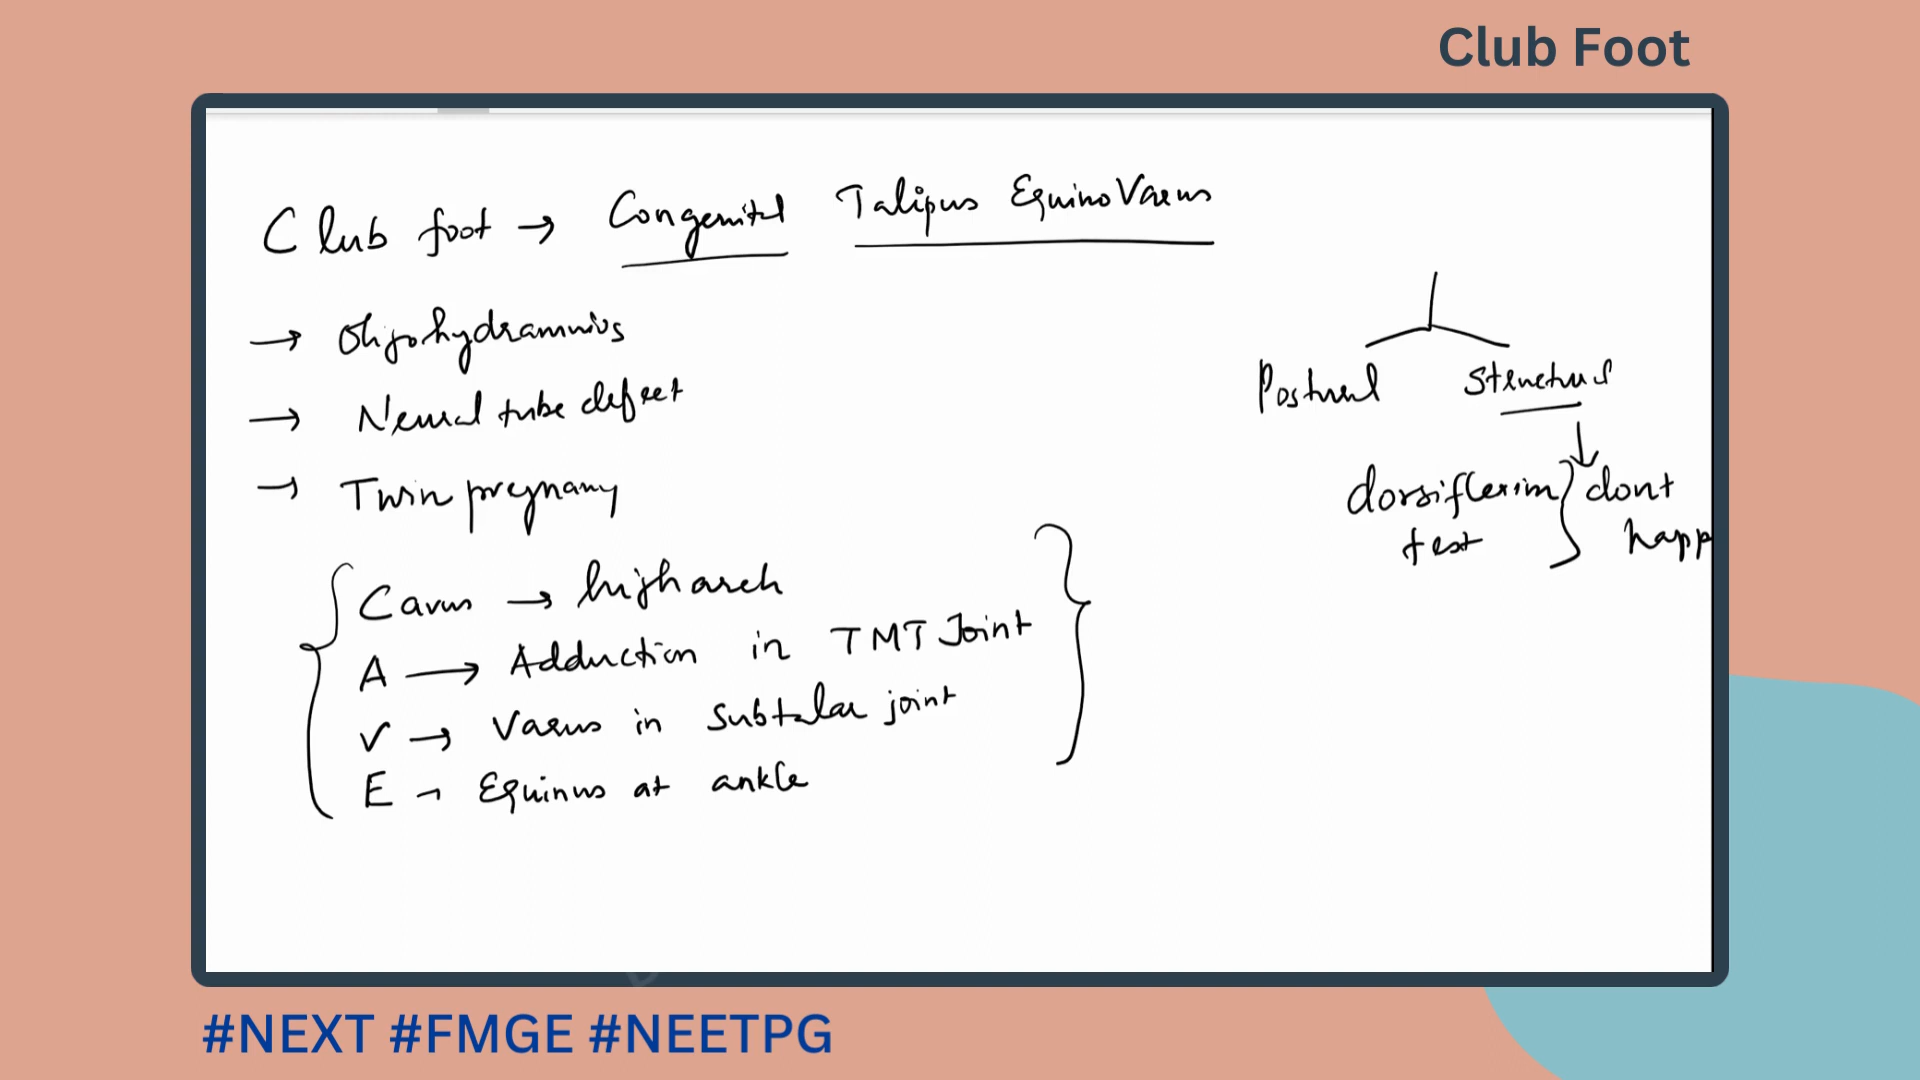 Club Foot
Club foot → Congenital Talipus EquinoVarus
→ Oligohydramnios
→ Neural tube defect
→ Twin pregnancy
Cavus → high arch
A → Adduction in TMT Joint
V → Varus in Subtalar joint
E → Equinus at ankle
Postural Structural
dorsiflexion test } dont happ
#NEXT #FMGE #NEETPG